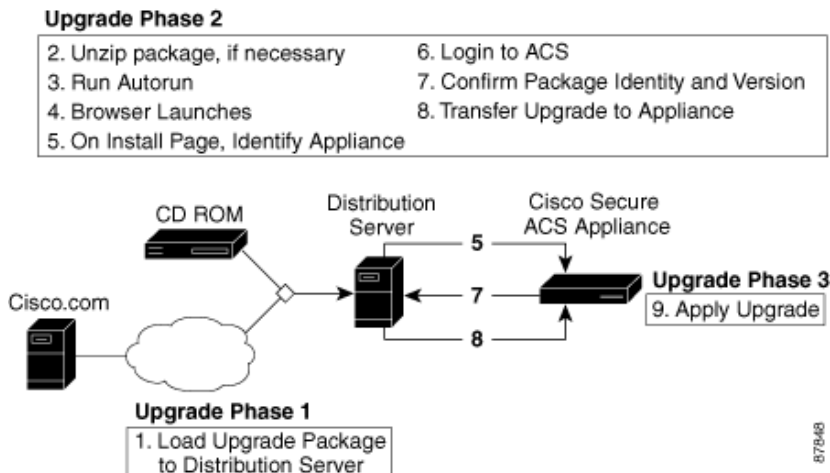 Upgrade Phase 2
2. Unzip package, if necessary
3. Run Autorun
4. Browser Launches
5. On Install Page, Identify Appliance
6. Login to ACS
7. Confirm Package Identity and Version
8. Transfer Upgrade to Appliance
CD ROM
Distribution
Server
Cisco Secure
ACS Appliance
5
7
8
Upgrade Phase 3
9. Apply Upgrade
Cisco.com
Upgrade Phase 1
1. Load Upgrade Package
to Distribution Server
87848